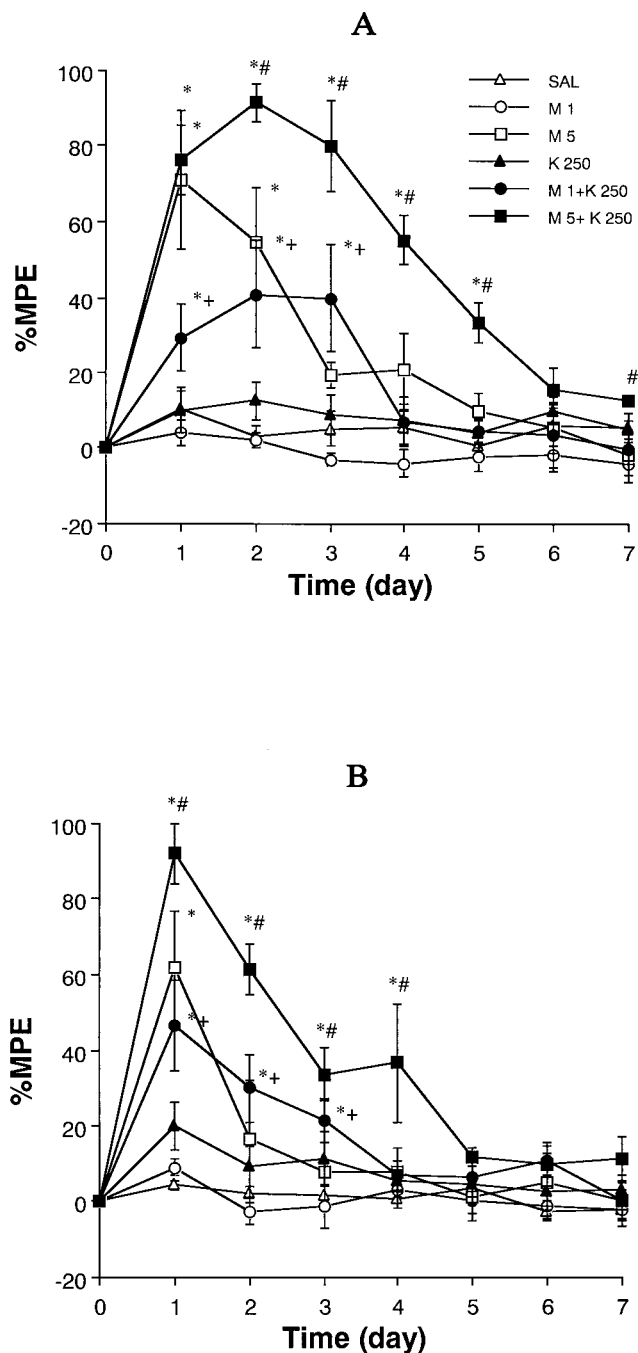 A
100
80
60
40
20
0
-20
%MPE
* *# *#
*
* *#
*+ *+
*+ *#
#
SAL
M 1
M 5
K 250
M 1+K 250
M 5+ K 250
0 1 2 3 4 5 6 7
Time (day)
B
100
80
60
40
20
0
-20
%MPE
*#
* *#
*+ *# *#
*+ *+
0 1 2 3 4 5 6 7
Time (day)